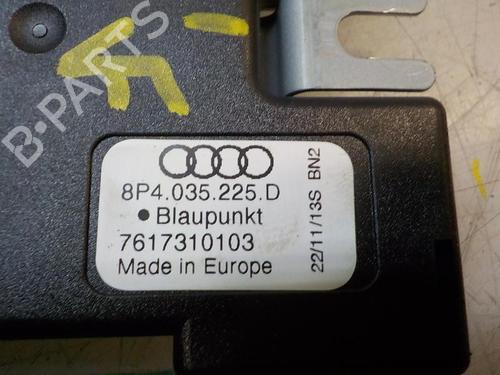 B-PARTS
8P4.035.225.D
• Blaupunkt
7617310103
Made in Europe
22/11/13S BN2